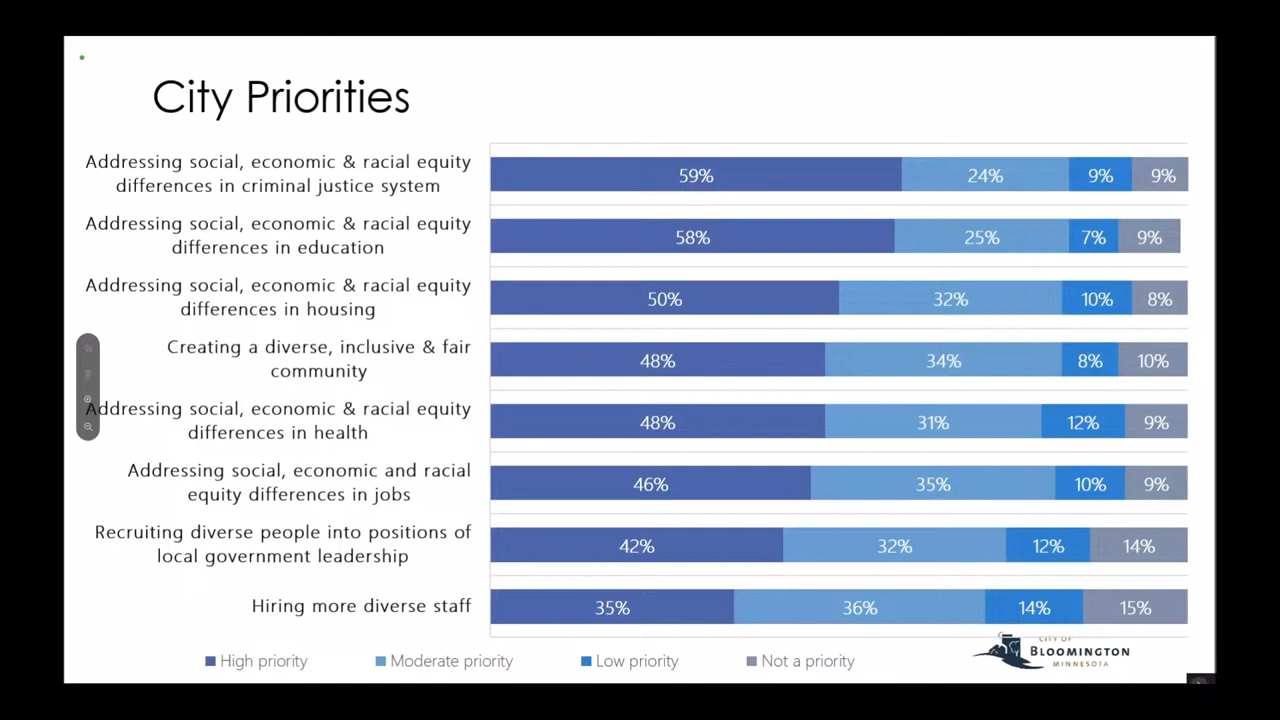 City Priorities
Addressing social, economic & racial equity
differences in criminal justice system
59% 24% 9% 9%
Addressing social, economic & racial equity
differences in education
58% 25% 7% 9%
Addressing social, economic & racial equity
differences in housing
50% 32% 10% 8%
Creating a diverse, inclusive & fair
community
48% 34% 8% 10%
Addressing social, economic & racial equity
differences in health
48% 31% 12% 9%
Addressing social, economic and racial
equity differences in jobs
46% 35% 10% 9%
Recruiting diverse people into positions of
local government leadership
42% 32% 12% 14%
Hiring more diverse staff
35% 36% 14% 15%
High priority Moderate priority Low priority Not a priority
CITY OF
BLOOMINGTON
MINNESOTA